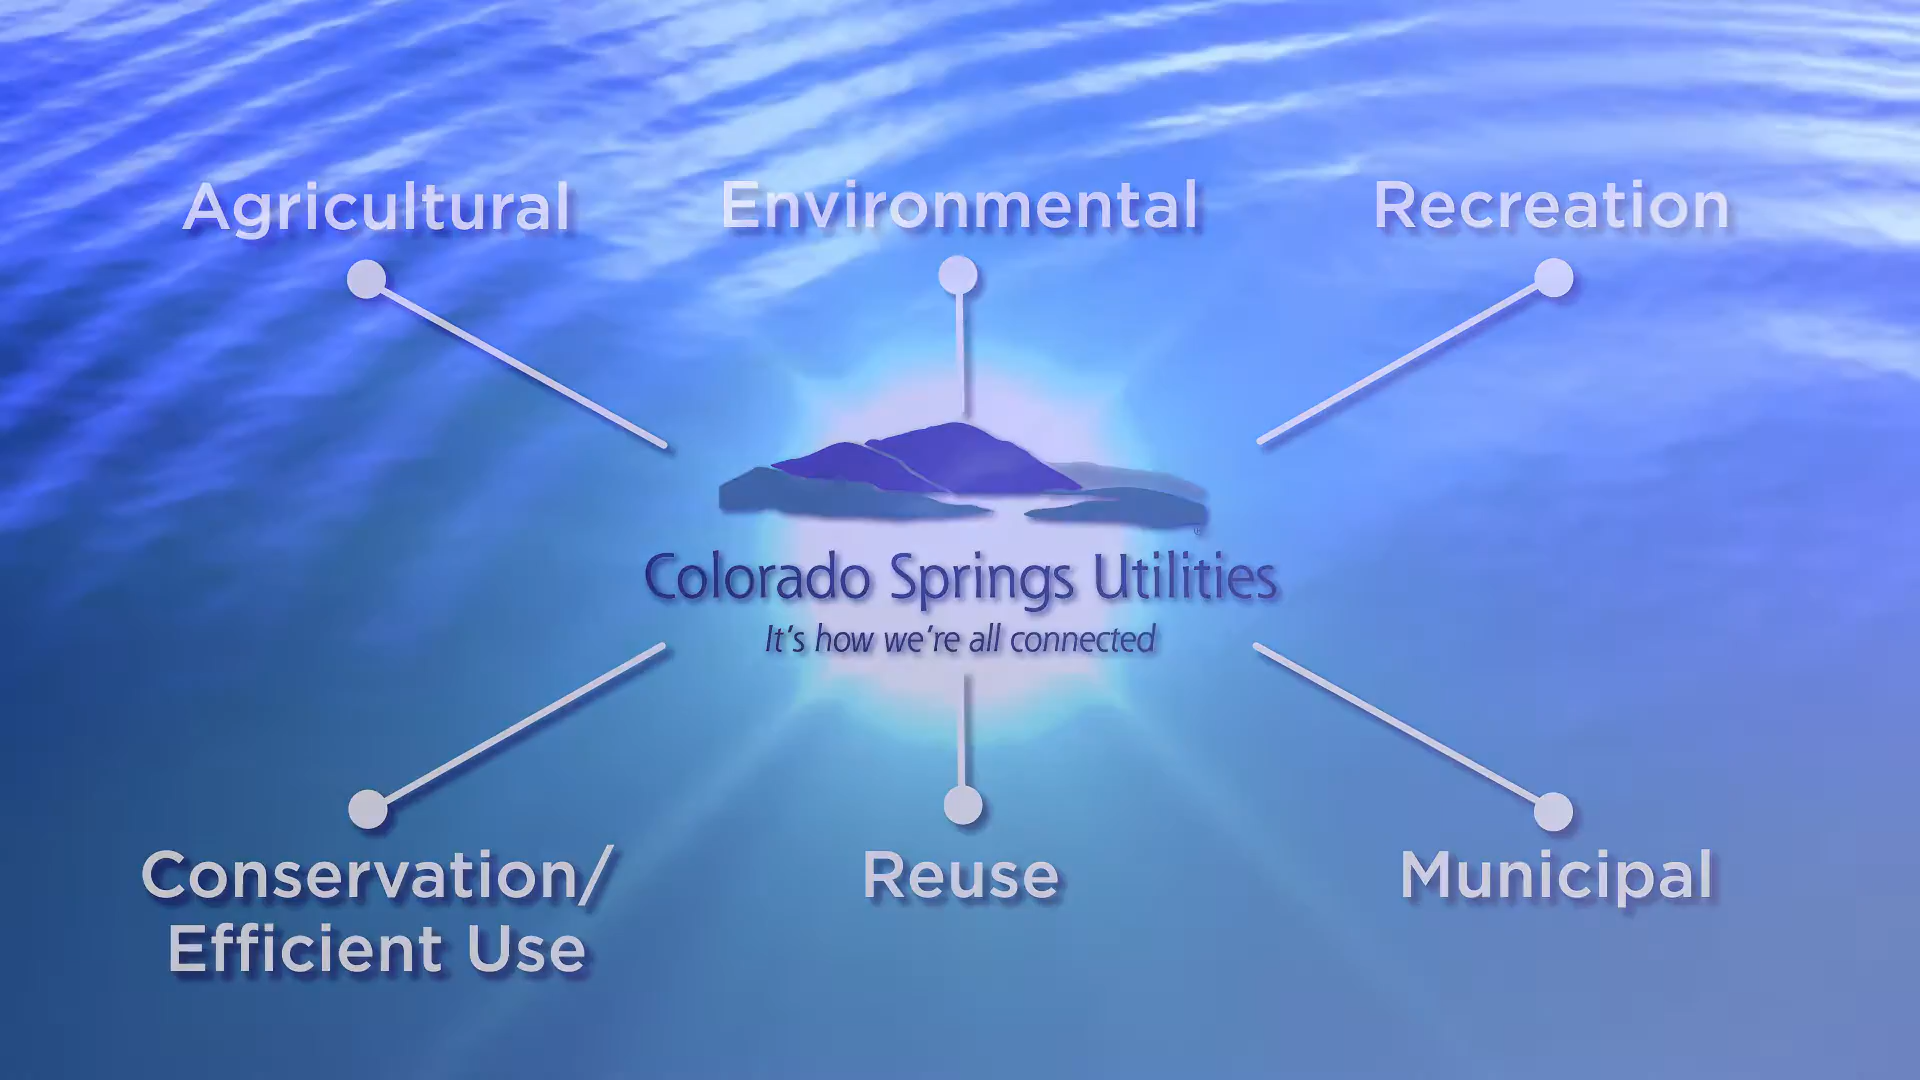 Agricultural
Environmental
Recreation
Colorado Springs Utilities
It's how we're all connected
Conservation/
Efficient Use
Reuse
Municipal